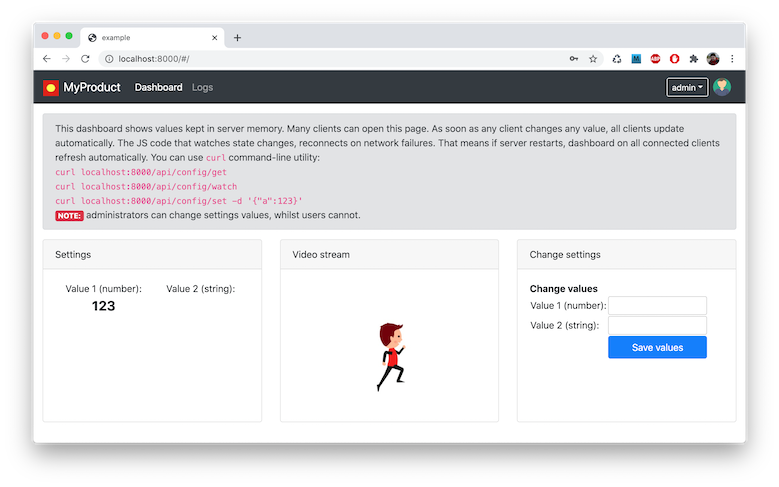 example
localhost:8000/#/
ABP
MyProduct Dashboard Logs admin
This dashboard shows values kept in server memory. Many clients can open this page. As soon as any client changes any value, all clients update
automatically. The JS code that watches state changes, reconnects on network failures. That means if server restarts, dashboard on all connected clients
refresh automatically. You can use curl command-line utility:
curl localhost:8000/api/config/get
curl localhost:8000/api/config/watch
curl localhost:8000/api/config/set -d '{"a":123}'
NOTE: administrators can change settings values, whilst users cannot.
Settings
Value 1 (number): Value 2 (string):
123
Video stream
Change settings
Change values
Value 1 (number):
Value 2 (string):
Save values